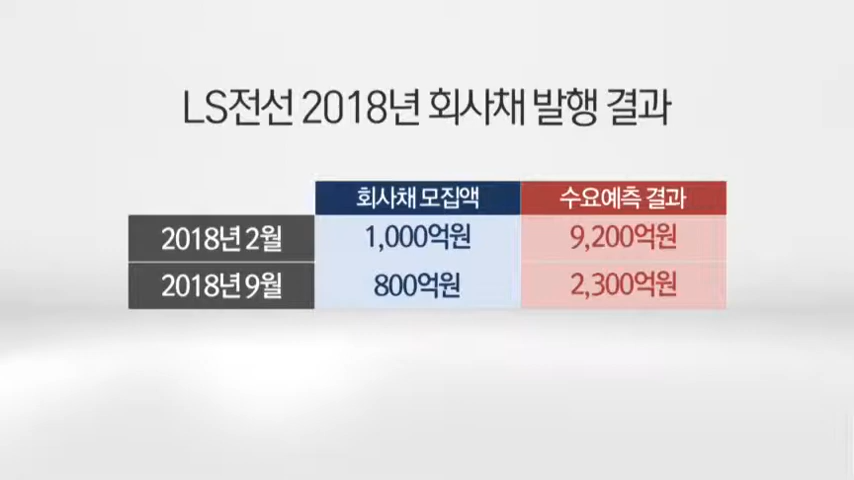 LS전선 2018년 회사채 발행 결과
회사채 모집액 수요예측 결과
2018년 2월 1,000억원 9,200억원
2018년 9월 800억원 2,300억원